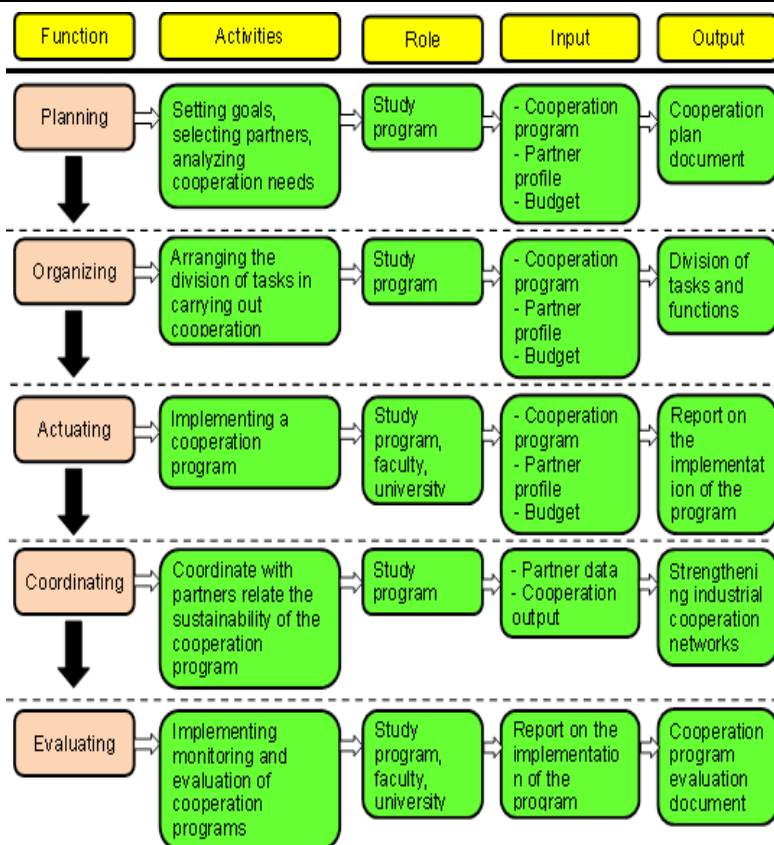 Function
Activities
Role
Input
Output
Planning
Setting goals,
selecting partners,
analyzing
cooperation needs
Study
program
- Cooperation
program
- Partner
profile
- Budget
Cooperation
plan
document
Organizing
Arranging the
division of tasks in
carrying out
cooperation
Study
program
- Cooperation
program
- Partner
profile
- Budget
Division of
tasks and
functions
Actuating
Implementing a
cooperation
program
Study
program,
faculty,
university
- Cooperation
program
- Partner
profile
- Budget
Report on
the
implementat
ion of the
program
Coordinating
Coordinate with
partners relate the
sustainability of the
cooperation
program
Study
program
- Partner data
- Cooperation
output
Strengtheni
ng industrial
cooperation
networks
Evaluating
Implementing
monitoring and
evaluation of
cooperation
programs
Study
program,
faculty,
university
Report on the
implementatio
n of the
program
Cooperation
program
evaluation
document